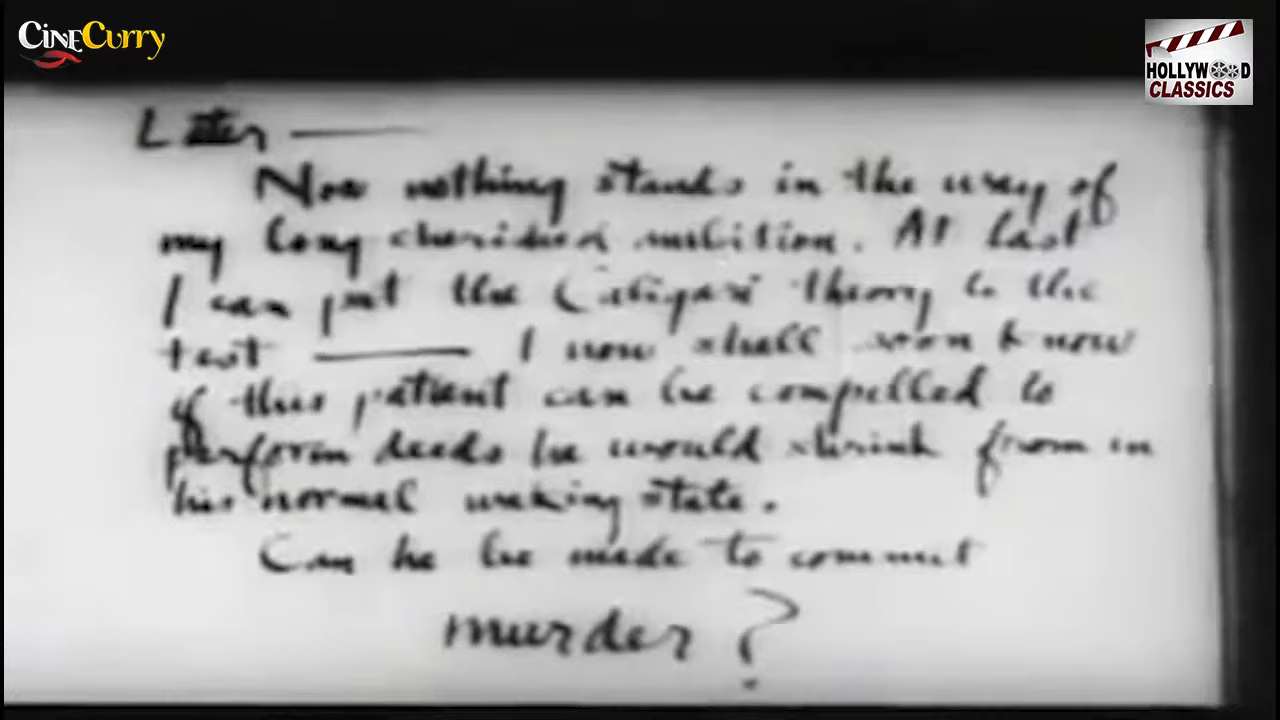 CINECURRY
HOLLYWOOD
CLASSICS
Later —
Now nothing stands in the way of
my long cherished ambition. At last
I can put the Caligari theory to the
test — I now shall soon know
if this patient can be compelled to
perform deeds he would shrink from in
his normal waking state.
Can he be made to commit
murder?